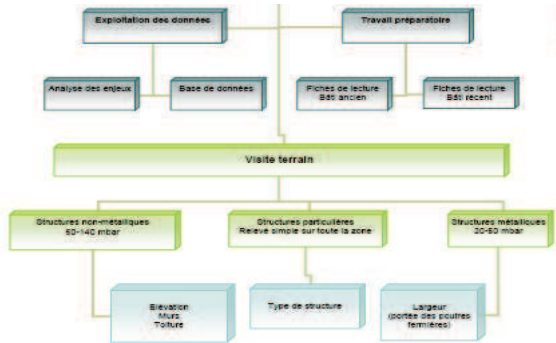 Exploitation des données
Travail préparatoire
Analyse des enjeux
Base de données
Fiches de lecture
Bâti ancien
Fiches de lecture
Bâti récent
Visite terrain
Structures non-métalliques
50-140 mbar
Structures particulières
Relevé simple sur toute la zone
Structures métalliques
20-50 mbar
Elévation
Murs
Toiture
Type de structure
Largeur
(portée des poutres
fermières)